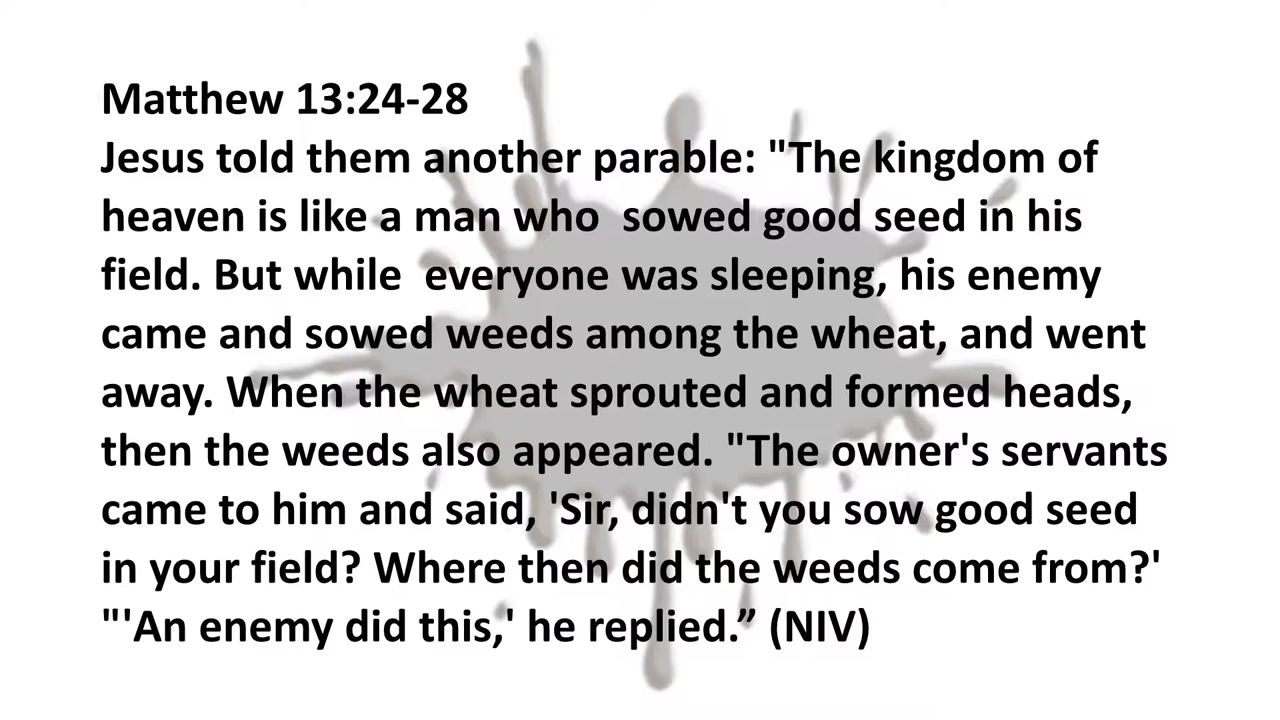 Matthew 13:24-28
Jesus told them another parable: "The kingdom of
heaven is like a man who  sowed good seed in his
field. But while  everyone was sleeping, his enemy
came and sowed weeds among the wheat, and went
away. When the wheat sprouted and formed heads,
then the weeds also appeared. "The owner's servants
came to him and said, 'Sir, didn't you sow good seed
in your field? Where then did the weeds come from?'
"'An enemy did this,' he replied.” (NIV)